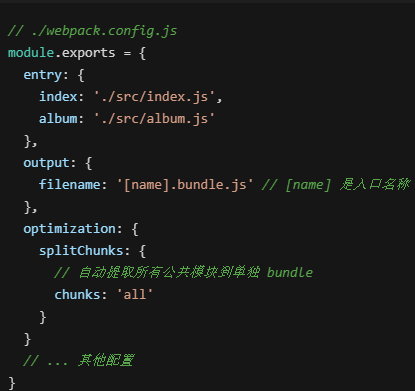 // ./webpack.config.js
module.exports = {
  entry: {
    index: './src/index.js',
    album: './src/album.js'
  },
  output: {
    filename: '[name].bundle.js' // [name] 是入口名称
  },
  optimization: {
    splitChunks: {
      // 自动提取所有公共模块到单独 bundle
      chunks: 'all'
    }
  }
  // ... 其他配置
}